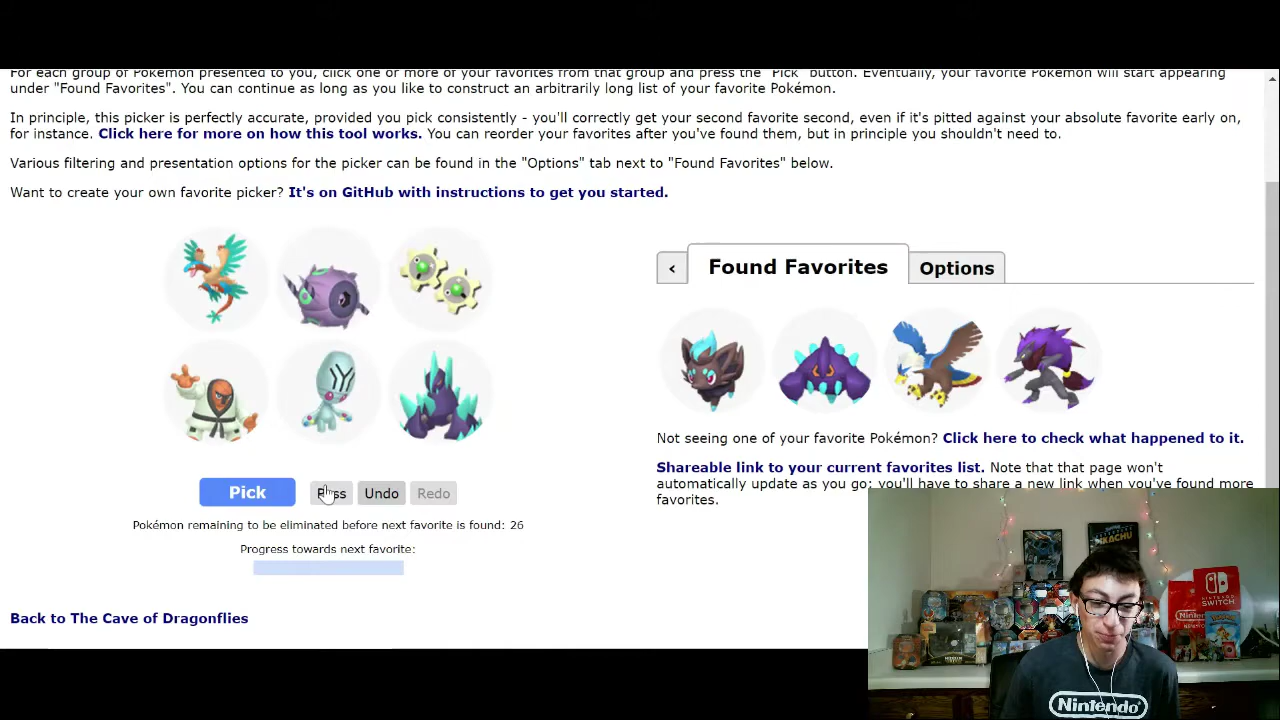 For each group of Pokémon presented to you, click one or more of your favorites from that group and press the "Pick" button. Eventually, your favorite Pokémon will start appearing
under "Found Favorites". You can continue as long as you like to construct an arbitrarily long list of your favorite Pokémon.
In principle, this picker is perfectly accurate, provided you pick consistently - you'll correctly get your second favorite second, even if it's pitted against your absolute favorite early on,
for instance. Click here for more on how this tool works. You can reorder your favorites after you've found them, but in principle you shouldn't need to.
Various filtering and presentation options for the picker can be found in the "Options" tab next to "Found Favorites" below.
Want to create your own favorite picker? It's on GitHub with instructions to get you started.
‹ Found Favorites Options
Not seeing one of your favorite Pokémon? Click here to check what happened to it.
Shareable link to your current favorites list. Note that that page won't
automatically update as you go; you'll have to share a new link when you've found more
favorites.
Pick Pass Undo Redo
Pokémon remaining to be eliminated before next favorite is found: 26
Progress towards next favorite:
Back to The Cave of Dragonflies
PIKACHU
NINTENDO
SWITCH
Nintendo